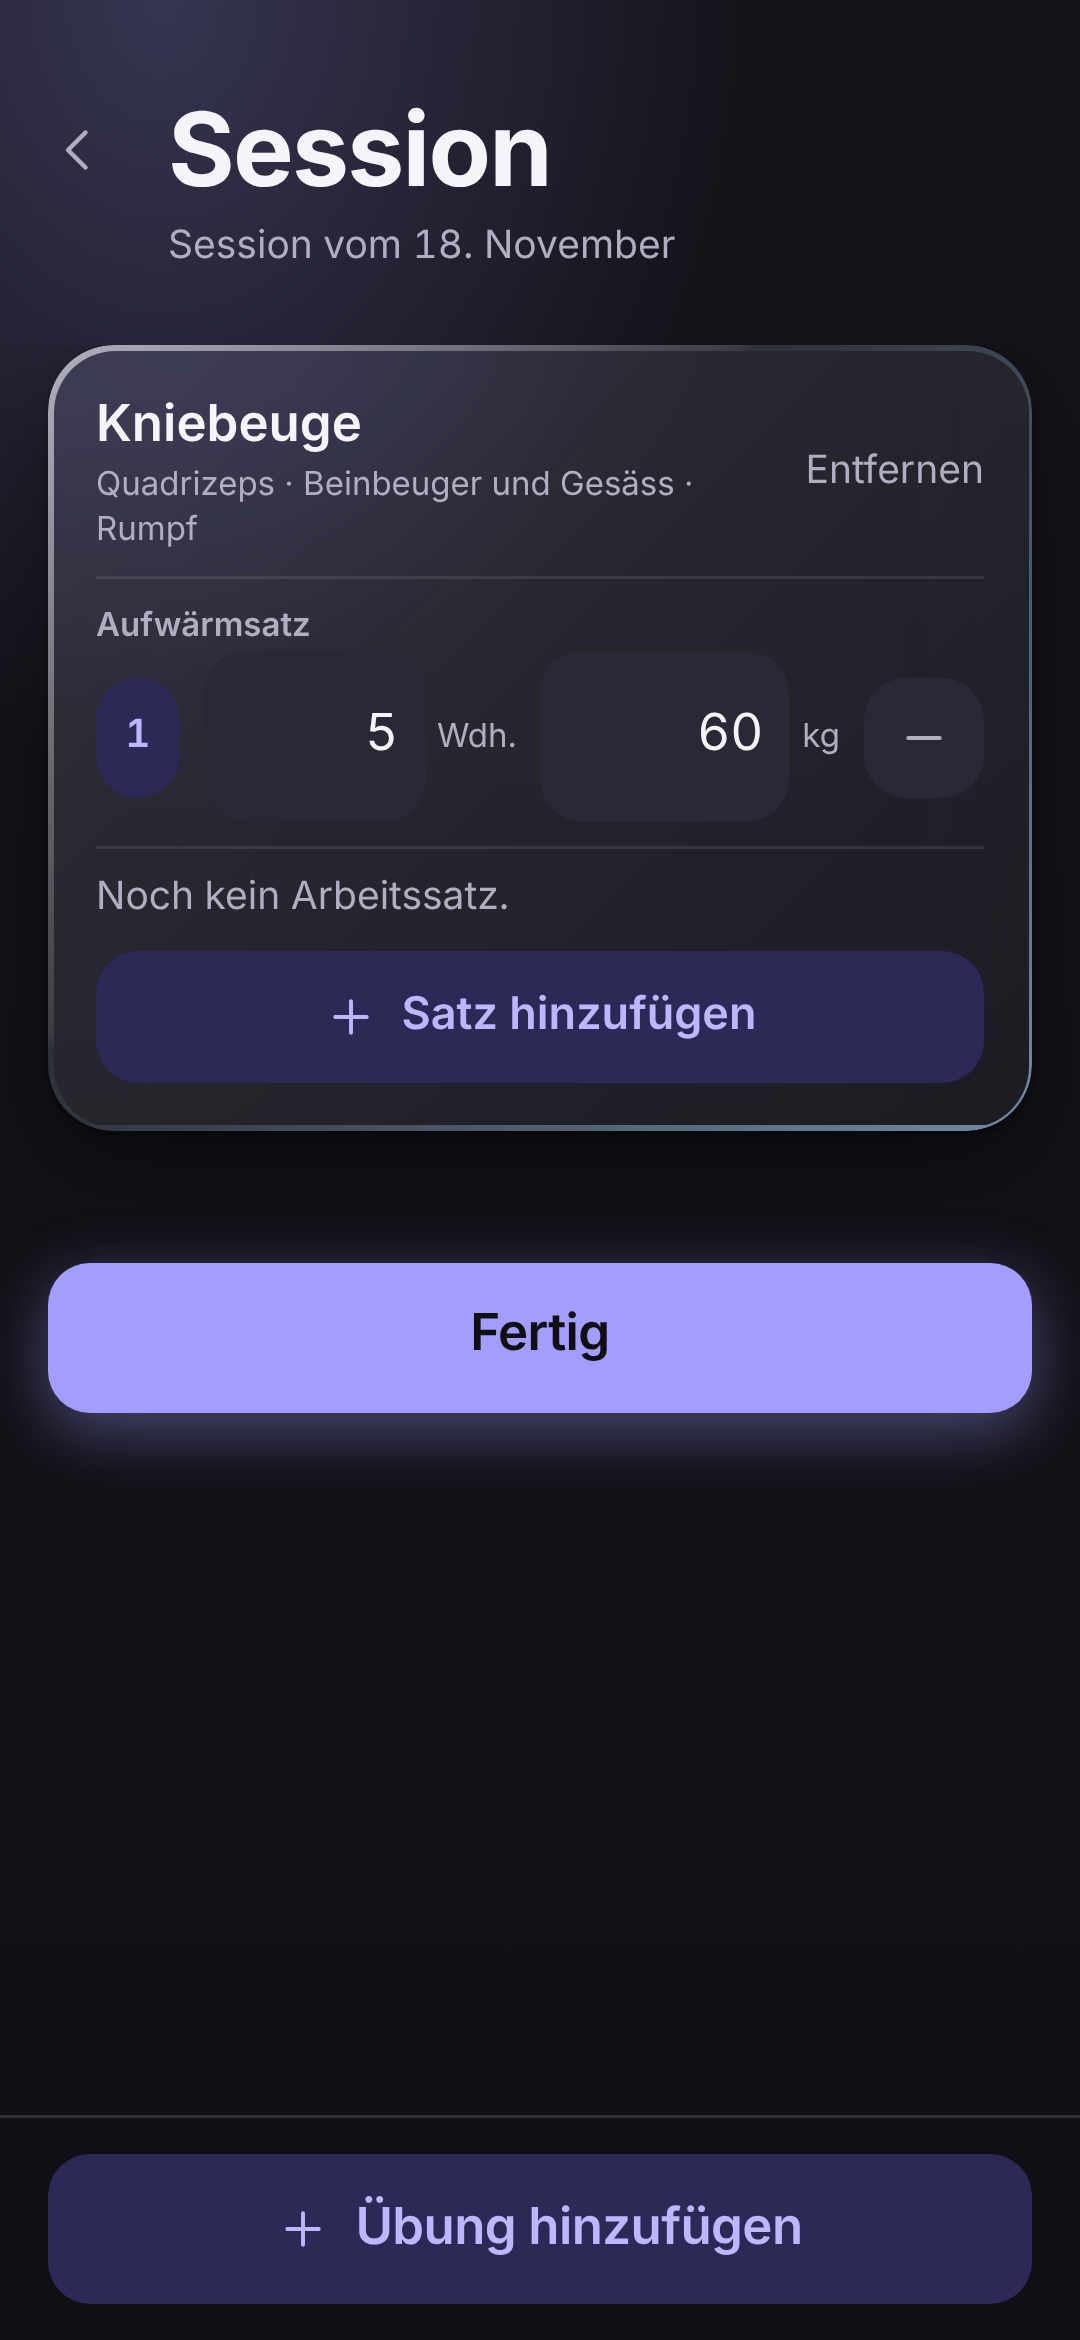 Session
Session vom 18. November
Kniebeuge
Quadrizeps · Beinbeuger und Gesäss ·
Rumpf
Entfernen
Aufwärmsatz
1 5 Wdh. 60 kg
Noch kein Arbeitssatz.
Satz hinzufügen
Fertig
Übung hinzufügen